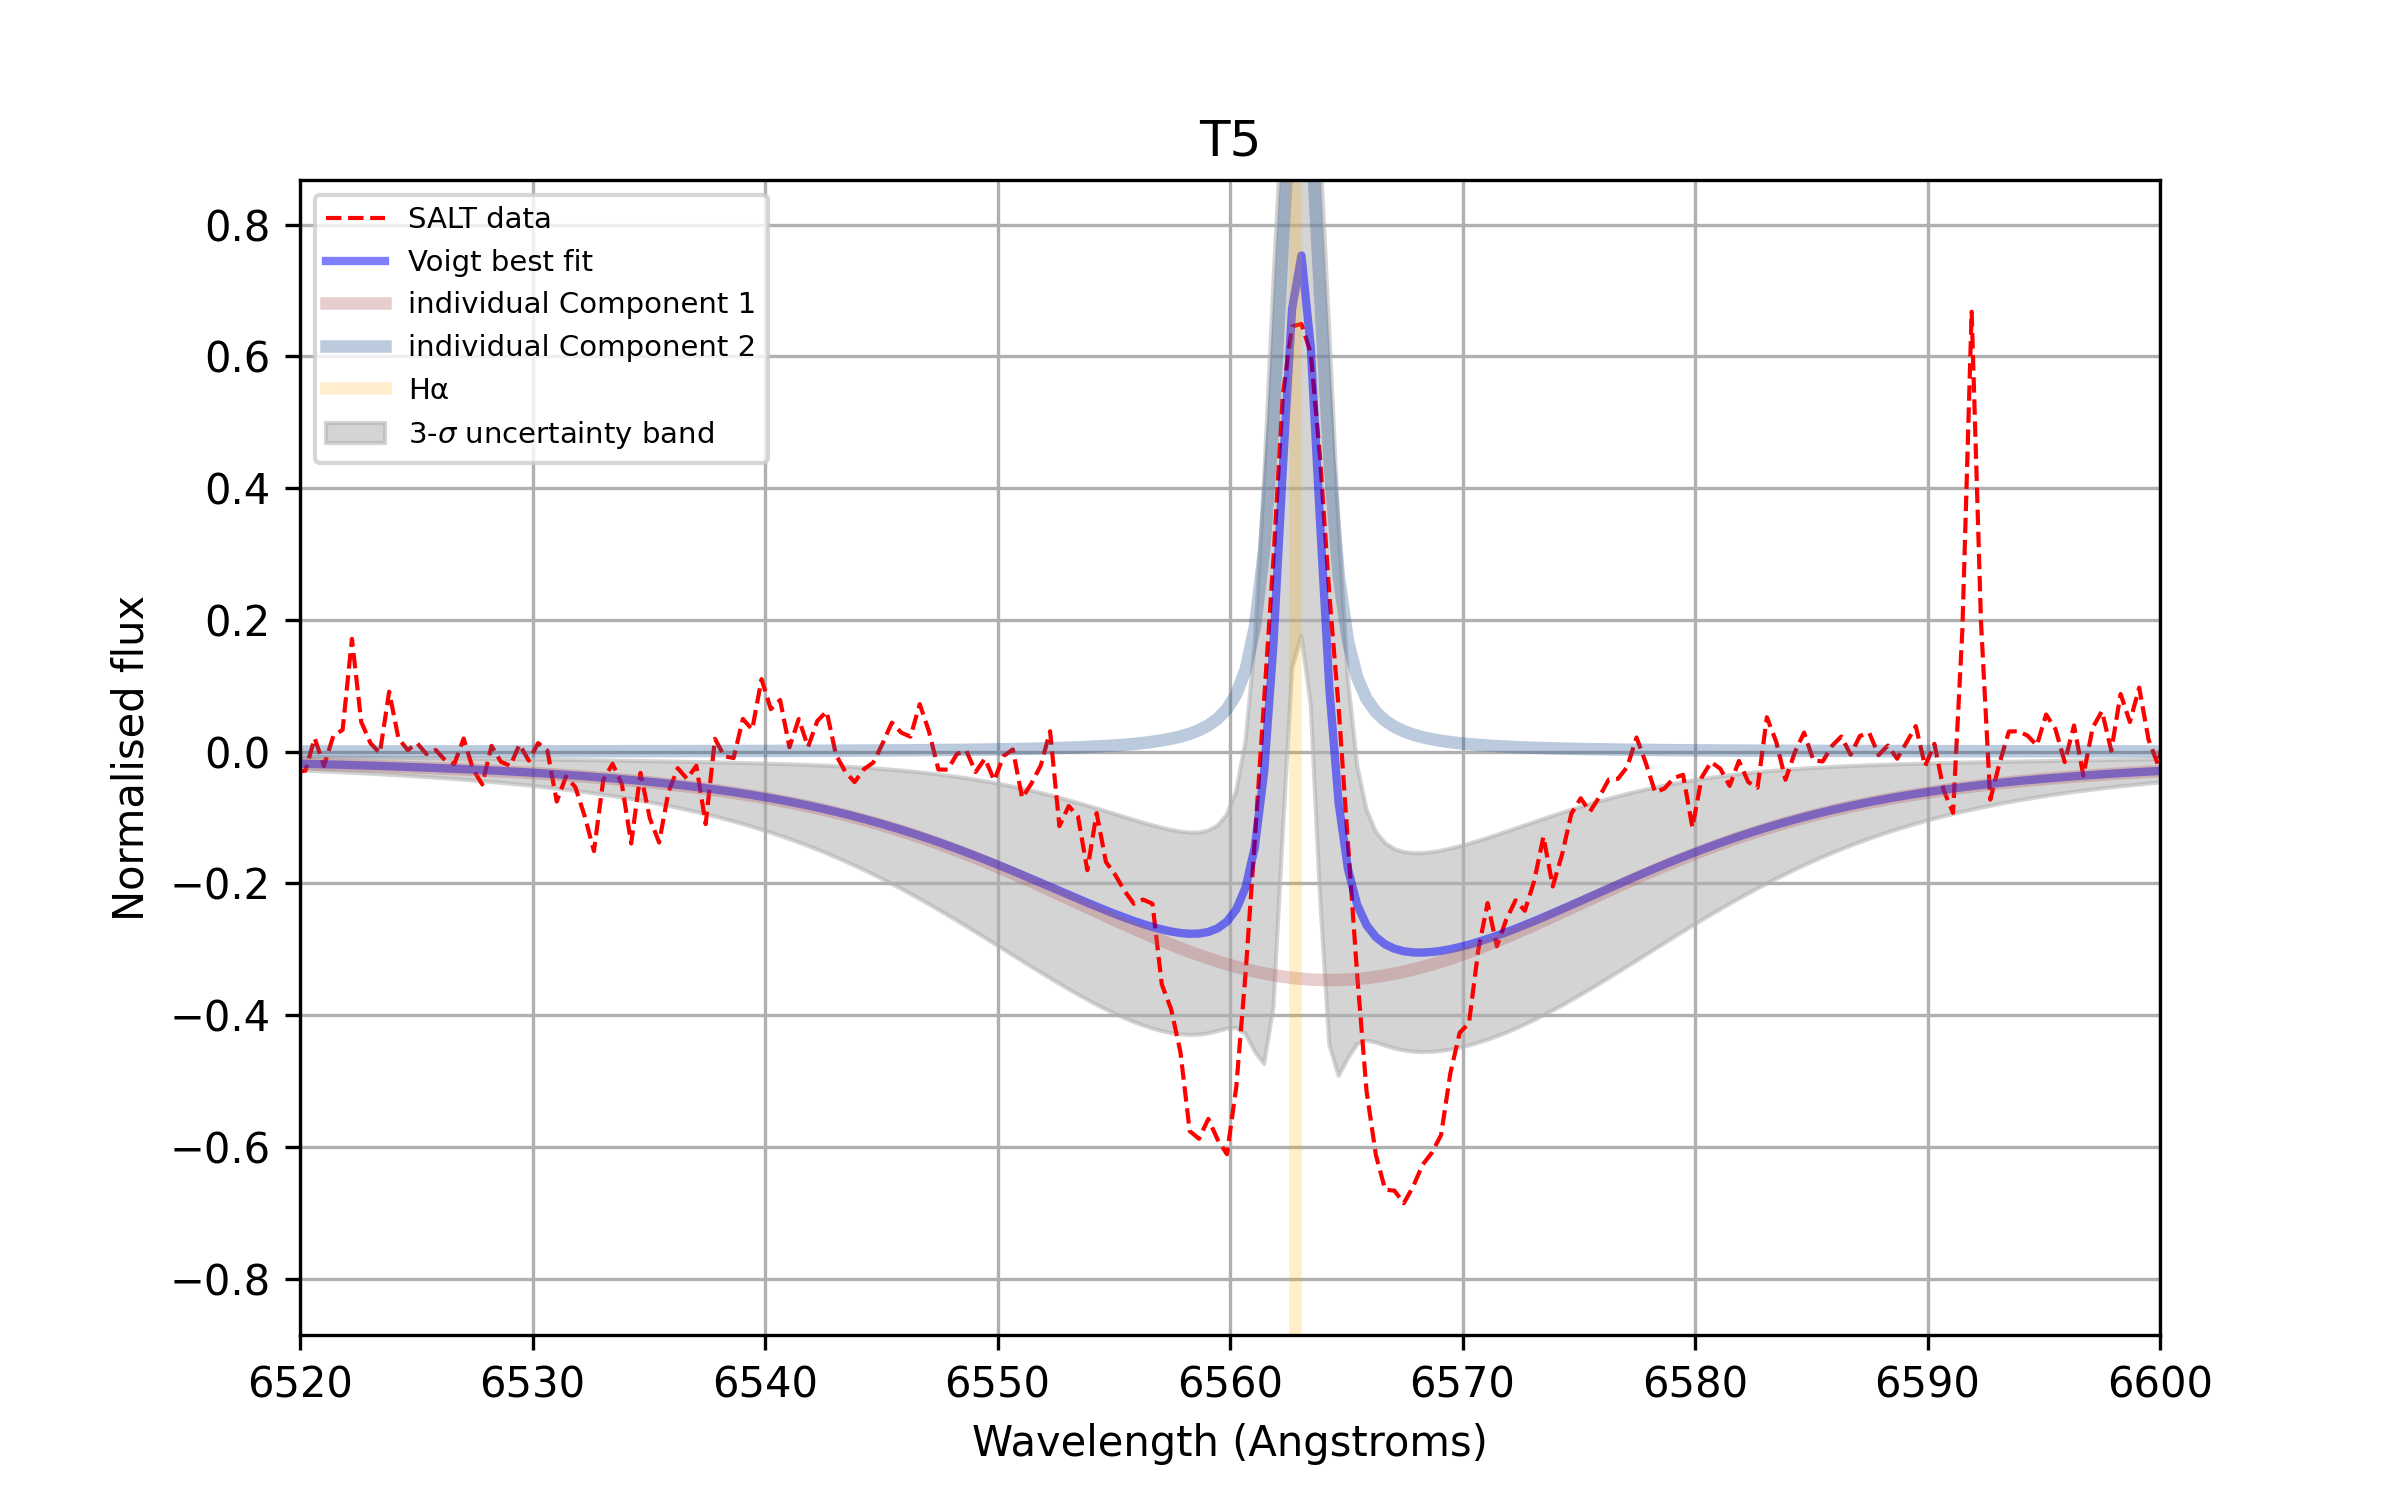 T5
SALT data
Voigt best fit
individual Component 1
individual Component 2
Hα
3-σ uncertainty band
Normalised flux
0.8
0.6
0.4
0.2
0.0
−0.2
−0.4
−0.6
−0.8
6520 6530 6540 6550 6560 6570 6580 6590 6600
Wavelength (Angstroms)